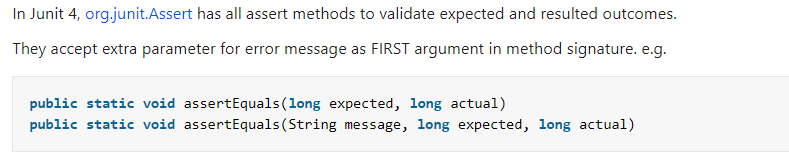 In Junit 4, org.junit.Assert has all assert methods to validate expected and resulted outcomes.
They accept extra parameter for error message as FIRST argument in method signature. e.g.
public static void assertEquals(long expected, long actual)
public static void assertEquals(String message, long expected, long actual)